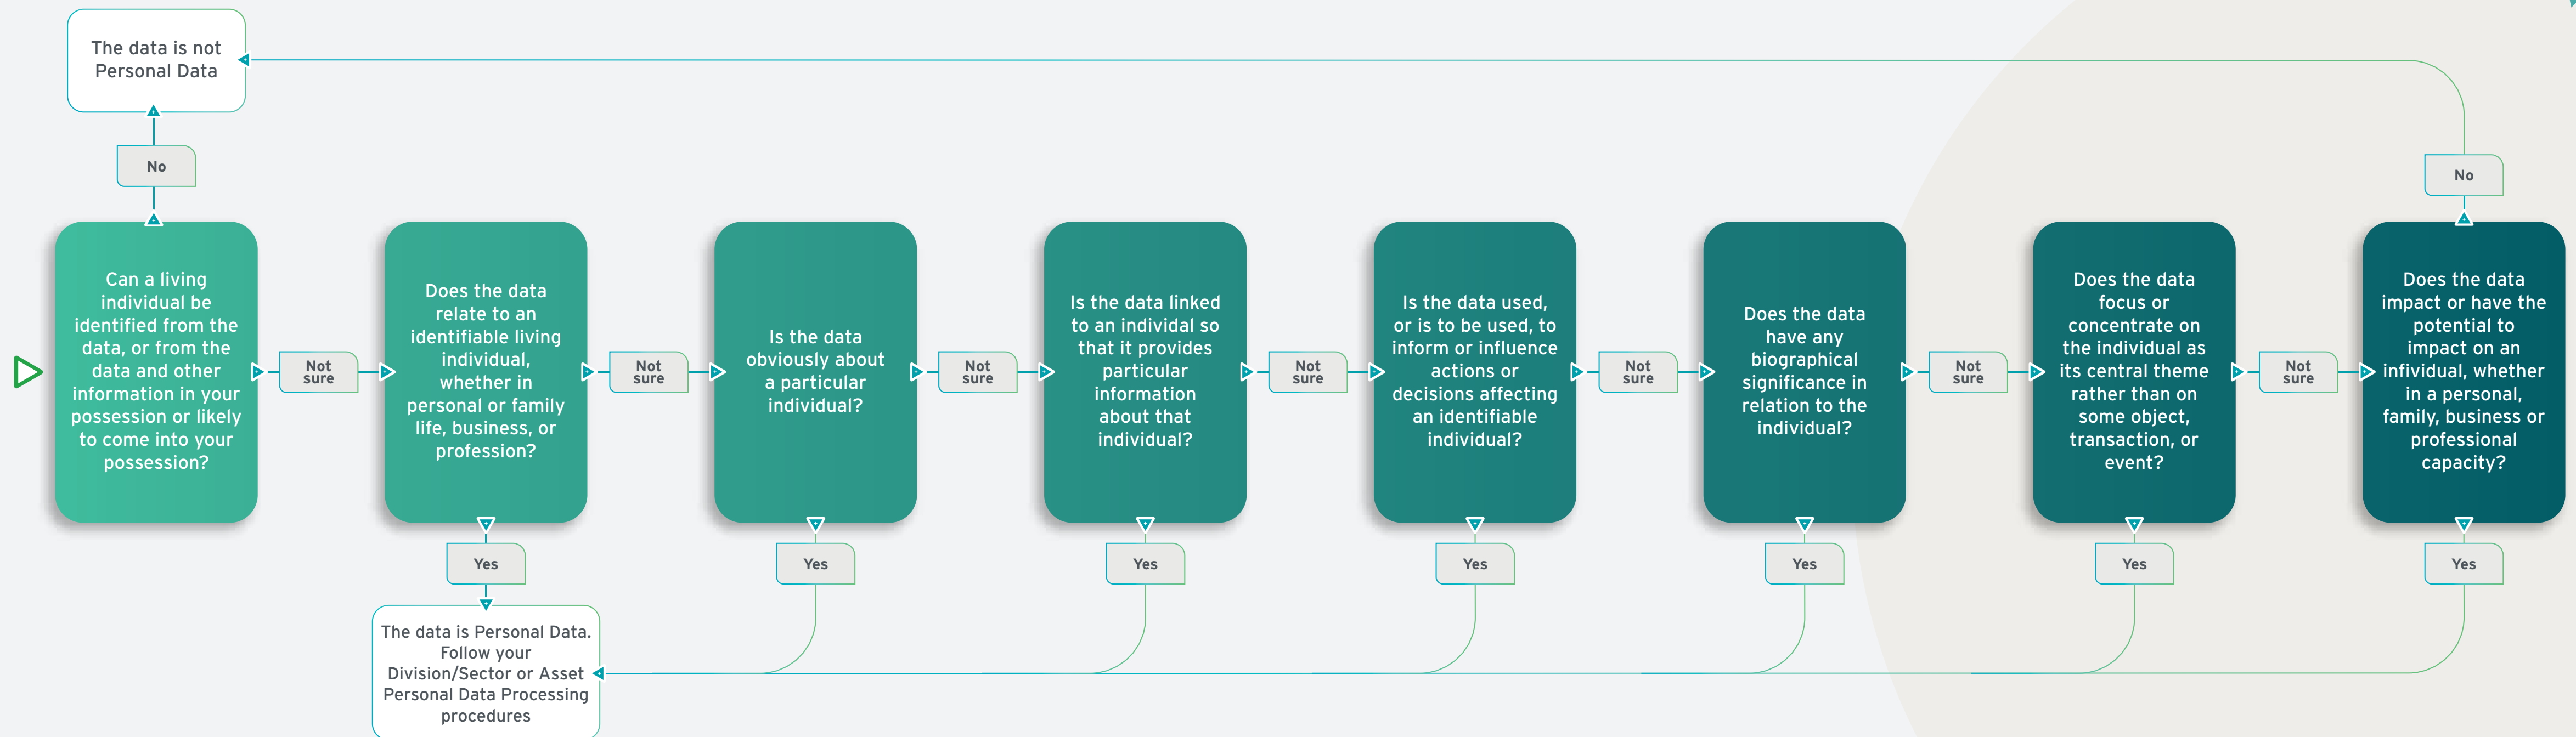 The data is not
Personal Data
No
No
Can a living
individual be
identified from the
data, or from the
data and other
information in your
possession or likely
to come into your
possession?
Not
sure
Does the data
relate to an
identifiable living
individual,
whether in
personal or family
life, business, or
profession?
Not
sure
Is the data
obviously about
a particular
individual?
Not
sure
Is the data linked
to an individal so
that it provides
particular
information
about that
individual?
Not
sure
Is the data used,
or is to be used, to
inform or influence
actions or
decisions affecting
an identifiable
individual?
Not
sure
Does the data
have any
biographical
significance in
relation to the
individual?
Not
sure
Does the data
focus or
concentrate on
the individual as
its central theme
rather than on
some object,
transaction, or
event?
Not
sure
Does the data
impact or have the
potential to
impact on an
infividual, whether
in a personal,
family, business or
professional
capacity?
Yes
Yes
Yes
Yes
Yes
Yes
Yes
The data is Personal Data.
Follow your
Division/Sector or Asset
Personal Data Processing
procedures